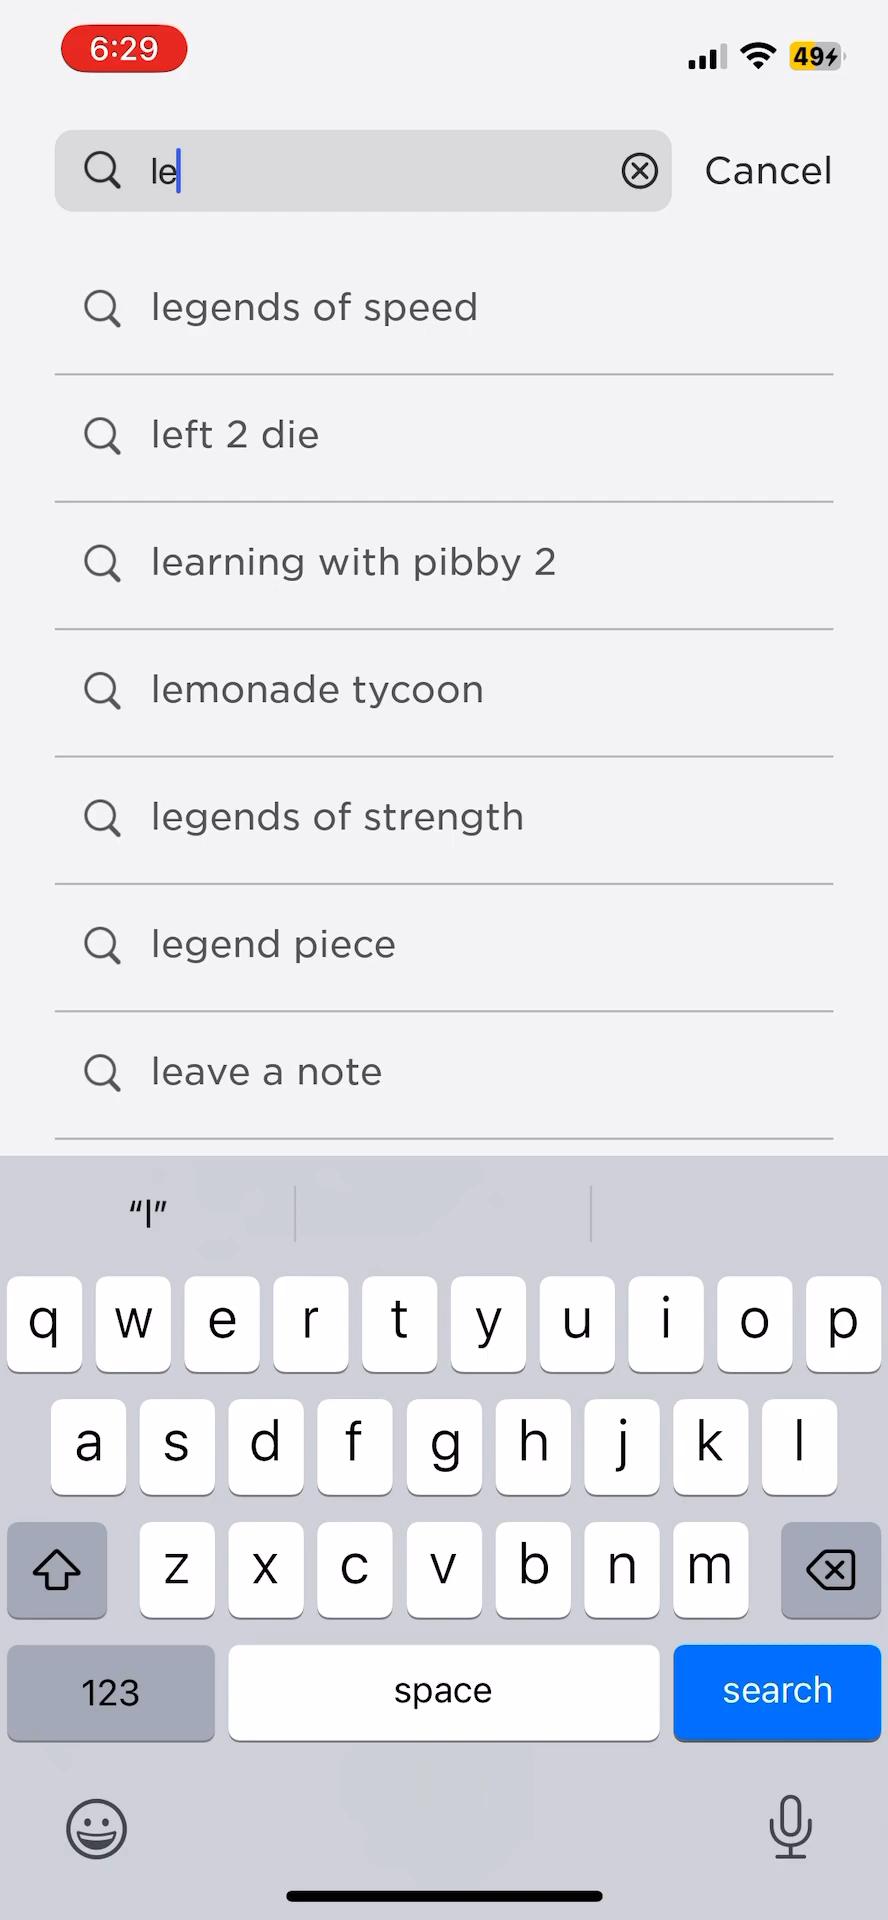 6:29
49
le
Cancel
legends of speed
left 2 die
learning with pibby 2
lemonade tycoon
legends of strength
legend piece
leave a note
“l”
q w e r t y u i o p
a s d f g h j k l
z x c v b n m
123 space search